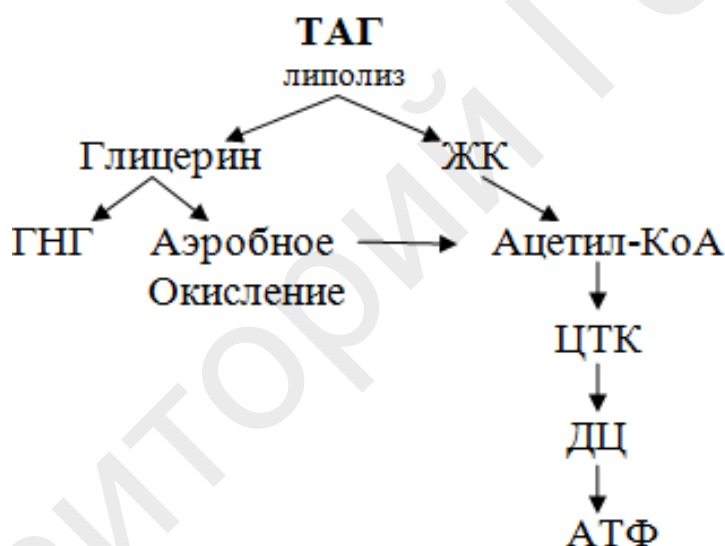 ТАГ
липолиз
Глицерин ЖК
ГНГ Аэробное Ацетил-КоА
Окисление
ЦТК
ДЦ
АТФ